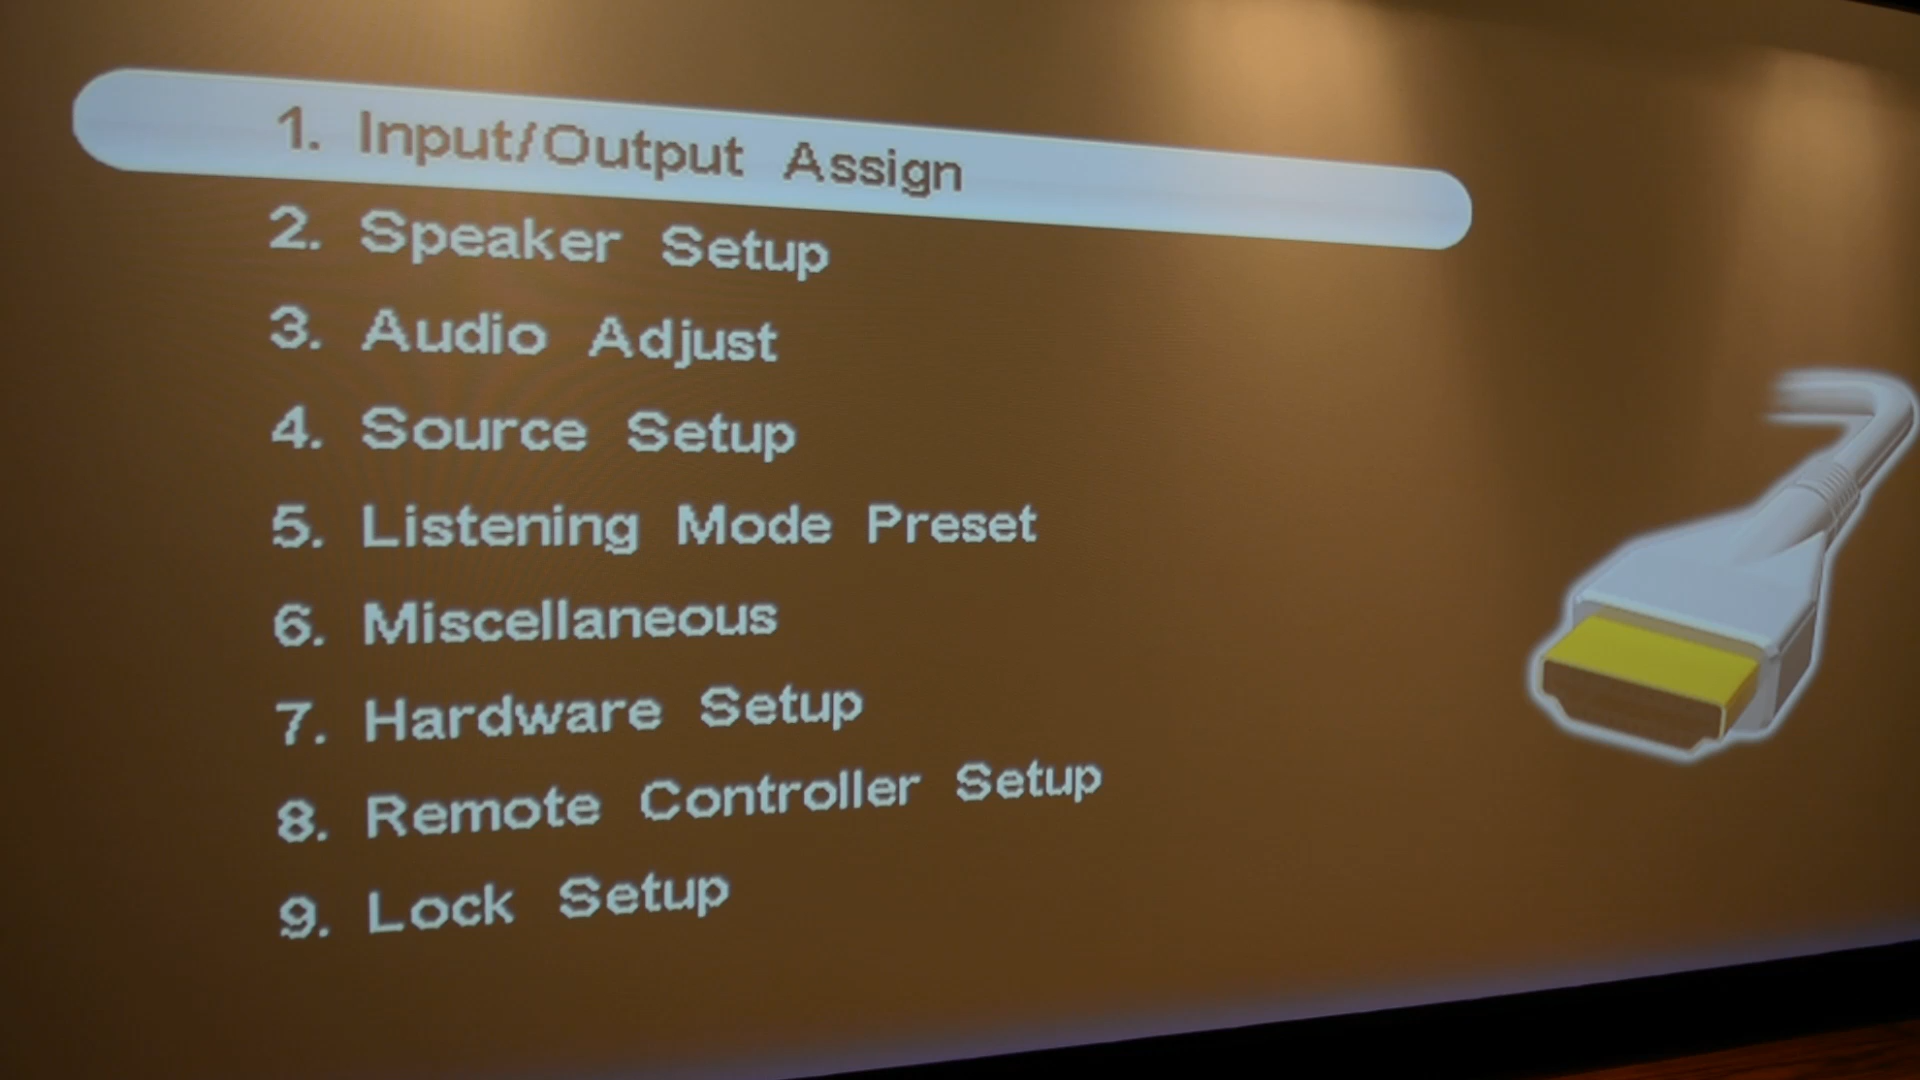 1. Input/Output Assign
2. Speaker Setup
3. Audio Adjust
4. Source Setup
5. Listening Mode Preset
6. Miscellaneous
7. Hardware Setup
8. Remote Controller Setup
9. Lock Setup